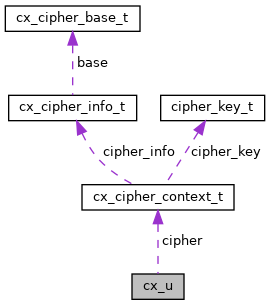 cx_cipher_base_t
base
cx_cipher_info_t
cipher_key_t
cipher_info
cipher_key
cx_cipher_context_t
cipher
cx_u